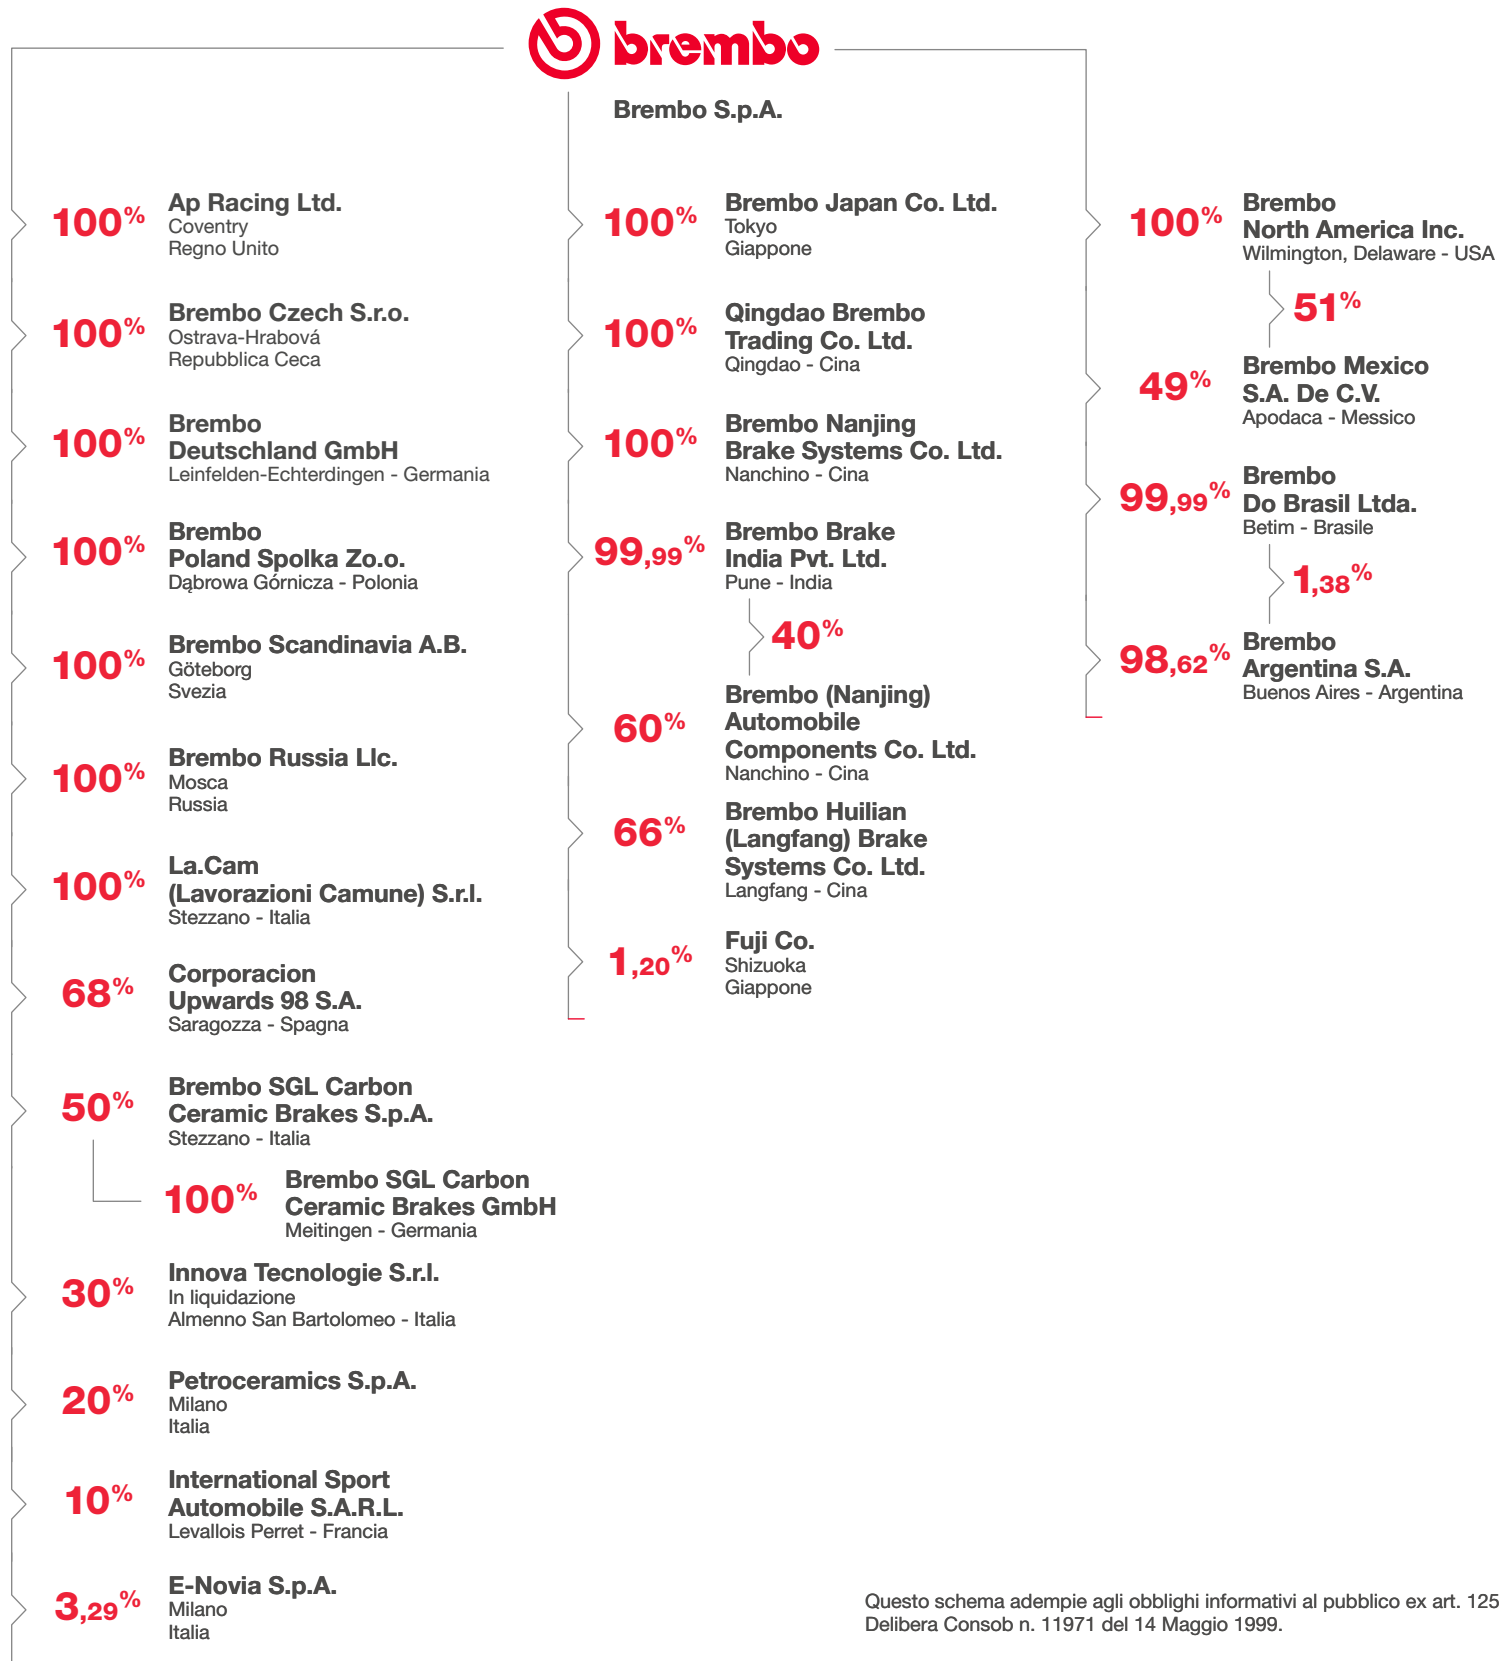 brembo
Brembo S.p.A.
100%
Ap Racing Ltd.
Coventry
Regno Unito
100%
Brembo Czech S.r.o.
Ostrava-Hrabová
Repubblica Ceca
100%
Brembo
Deutschland GmbH
Leinfelden-Echterdingen - Germania
100%
Brembo
Poland Spolka Zo.o.
Dąbrowa Górnicza - Polonia
100%
Brembo Scandinavia A.B.
Göteborg
Svezia
100%
Brembo Russia Llc.
Mosca
Russia
100%
La.Cam
(Lavorazioni Camune) S.r.l.
Stezzano - Italia
68%
Corporacion
Upwards 98 S.A.
Saragozza - Spagna
50%
Brembo SGL Carbon
Ceramic Brakes S.p.A.
Stezzano - Italia
100%
Brembo SGL Carbon
Ceramic Brakes GmbH
Meitingen - Germania
30%
Innova Tecnologie S.r.l.
In liquidazione
Almenno San Bartolomeo - Italia
20%
Petroceramics S.p.A.
Milano
Italia
10%
International Sport
Automobile S.A.R.L.
Levallois Perret - Francia
3,29%
E-Novia S.p.A.
Milano
Italia
100%
Brembo Japan Co. Ltd.
Tokyo
Giappone
100%
Qingdao Brembo
Trading Co. Ltd.
Qingdao - Cina
100%
Brembo Nanjing
Brake Systems Co. Ltd.
Nanchino - Cina
99,99%
Brembo Brake
India Pvt. Ltd.
Pune - India
40%
60%
Brembo (Nanjing)
Automobile
Components Co. Ltd.
Nanchino - Cina
66%
Brembo Huilian
(Langfang) Brake
Systems Co. Ltd.
Langfang - Cina
1,20%
Fuji Co.
Shizuoka
Giappone
100%
Brembo
North America Inc.
Wilmington, Delaware - USA
51%
49%
Brembo Mexico
S.A. De C.V.
Apodaca - Messico
99,99%
Brembo
Do Brasil Ltda.
Betim - Brasile
1,38%
98,62%
Brembo
Argentina S.A.
Buenos Aires - Argentina
Questo schema adempie agli obblighi informativi al pubblico ex art. 125
Delibera Consob n. 11971 del 14 Maggio 1999.